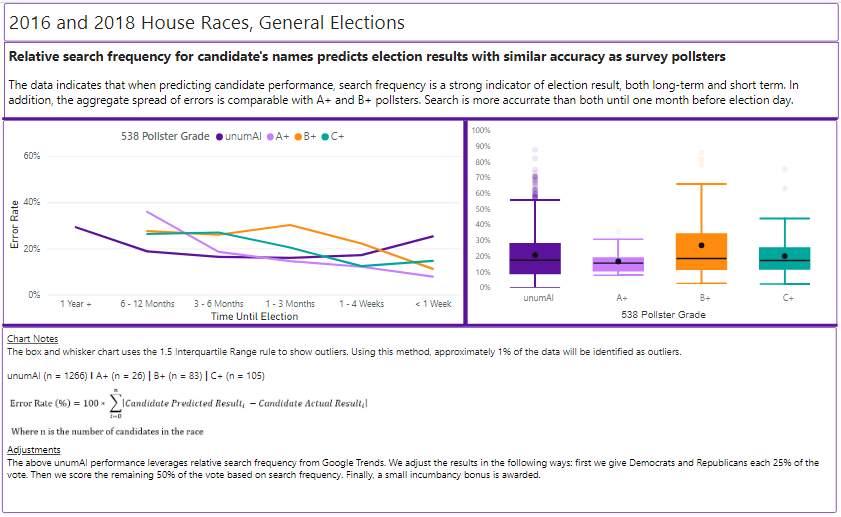 2016 and 2018 House Races, General Elections
Relative search frequency for candidate's names predicts election results with similar accuracy as survey pollsters
The data indicates that when predicting candidate performance, search frequency is a strong indicator of election result, both long-term and short term. In
addition, the aggregate spread of errors is comparable with A+ and B+ pollsters. Search is more accurrate than both until one month before election day.
538 Pollster Grade unumAI A+ B+ C+
60%
40%
20%
0%
Error Rate
1 Year + 6 - 12 Months 3 - 6 Months 1 - 3 Months 1 - 4 Weeks < 1 Week
Time Until Election
100%
90%
80%
70%
60%
50%
40%
30%
20%
10%
0%
unumAI A+ B+ C+
538 Pollster Grade
Chart Notes
The box and whisker chart uses the 1.5 Interquartile Range rule to show outliers. Using this method, approximately 1% of the data will be identified as outliers.
unumAI (n = 1266) I A+ (n = 26) | B+ (n = 83) | C+ (n = 105)
n
Error Rate (%) = 100 * ∑ |Candidate Predicted Resultᵢ − Candidate Actual Resultᵢ|
i=0
Where n is the number of candidates in the race
Adjustments
The above unumAI performance leverages relative search frequency from Google Trends. We adjust the results in the following ways: first we give Democrats and Republicans each 25% of the
vote. Then we score the remaining 50% of the vote based on search frequency. Finally, a small incumbancy bonus is awarded.